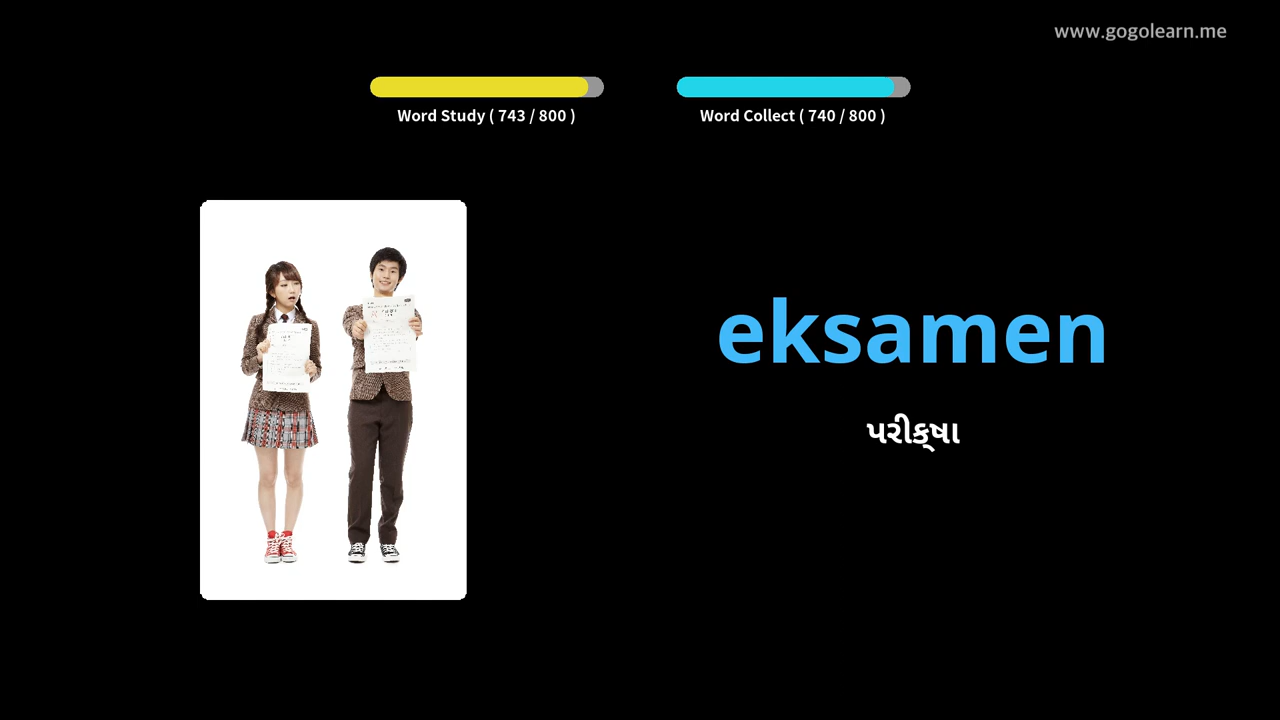 www.gogolearn.me
Word Study ( 743 / 800 )
Word Collect ( 740 / 800 )
eksamen
પરીક્ષા